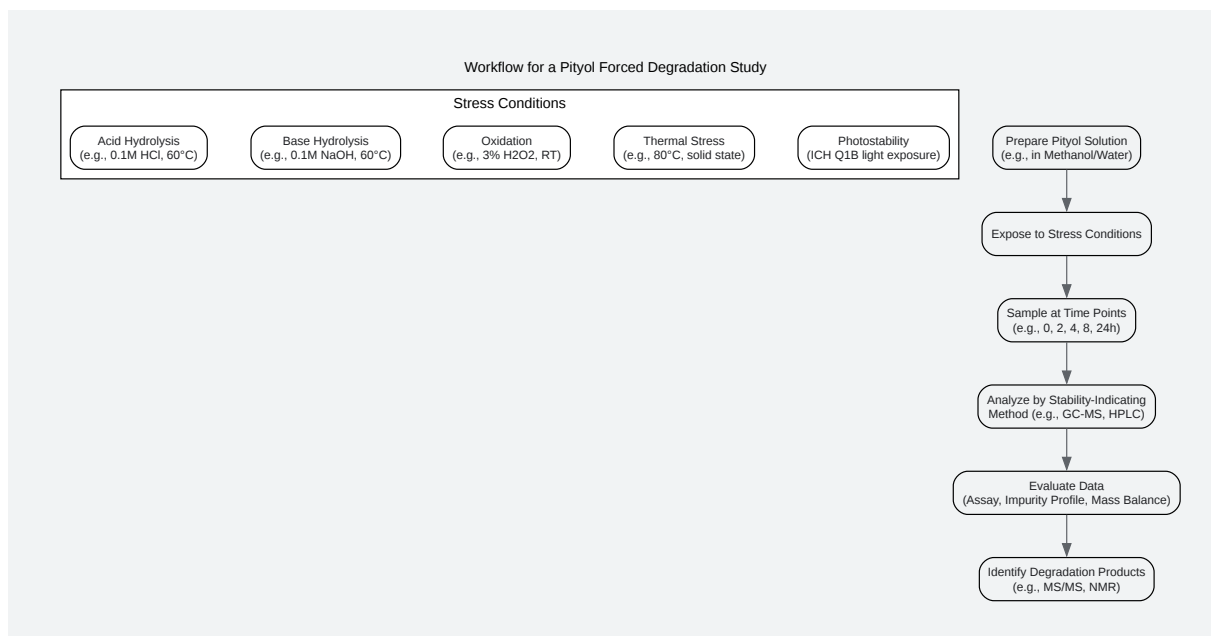 Workflow for a Pityol Forced Degradation Study
Stress Conditions
Acid Hydrolysis
(e.g., 0.1M HCl, 60°C)
Base Hydrolysis
(e.g., 0.1M NaOH, 60°C)
Oxidation
(e.g., 3% H2O2, RT)
Thermal Stress
(e.g., 80°C, solid state)
Photostability
(ICH Q1B light exposure)
Prepare Pityol Solution
(e.g., in Methanol/Water)
Expose to Stress Conditions
Sample at Time Points
(e.g., 0, 2, 4, 8, 24h)
Analyze by Stability-Indicating
Method (e.g., GC-MS, HPLC)
Evaluate Data
(Assay, Impurity Profile, Mass Balance)
Identify Degradation Products
(e.g., MS/MS, NMR)